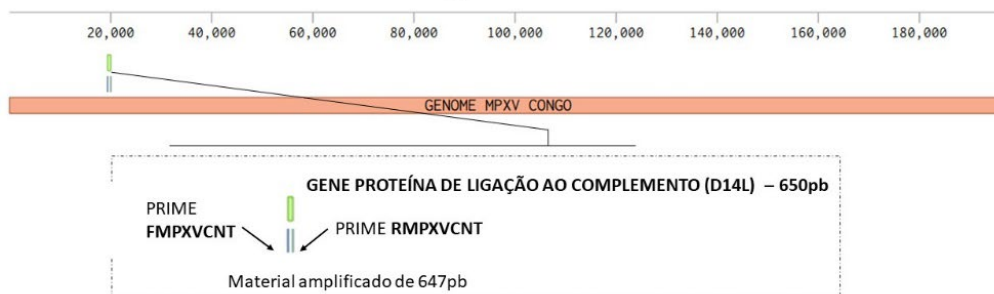 20,000 40,000 60,000 80,000 100,000 120,000 140,000 160,000 180,000
GENOME MPXV CONGO
GENE PROTEÍNA DE LIGAÇÃO AO COMPLEMENTO (D14L) – 650pb
PRIME
FMPXVCNT
PRIME RMPXVCNT
Material amplificado de 647pb